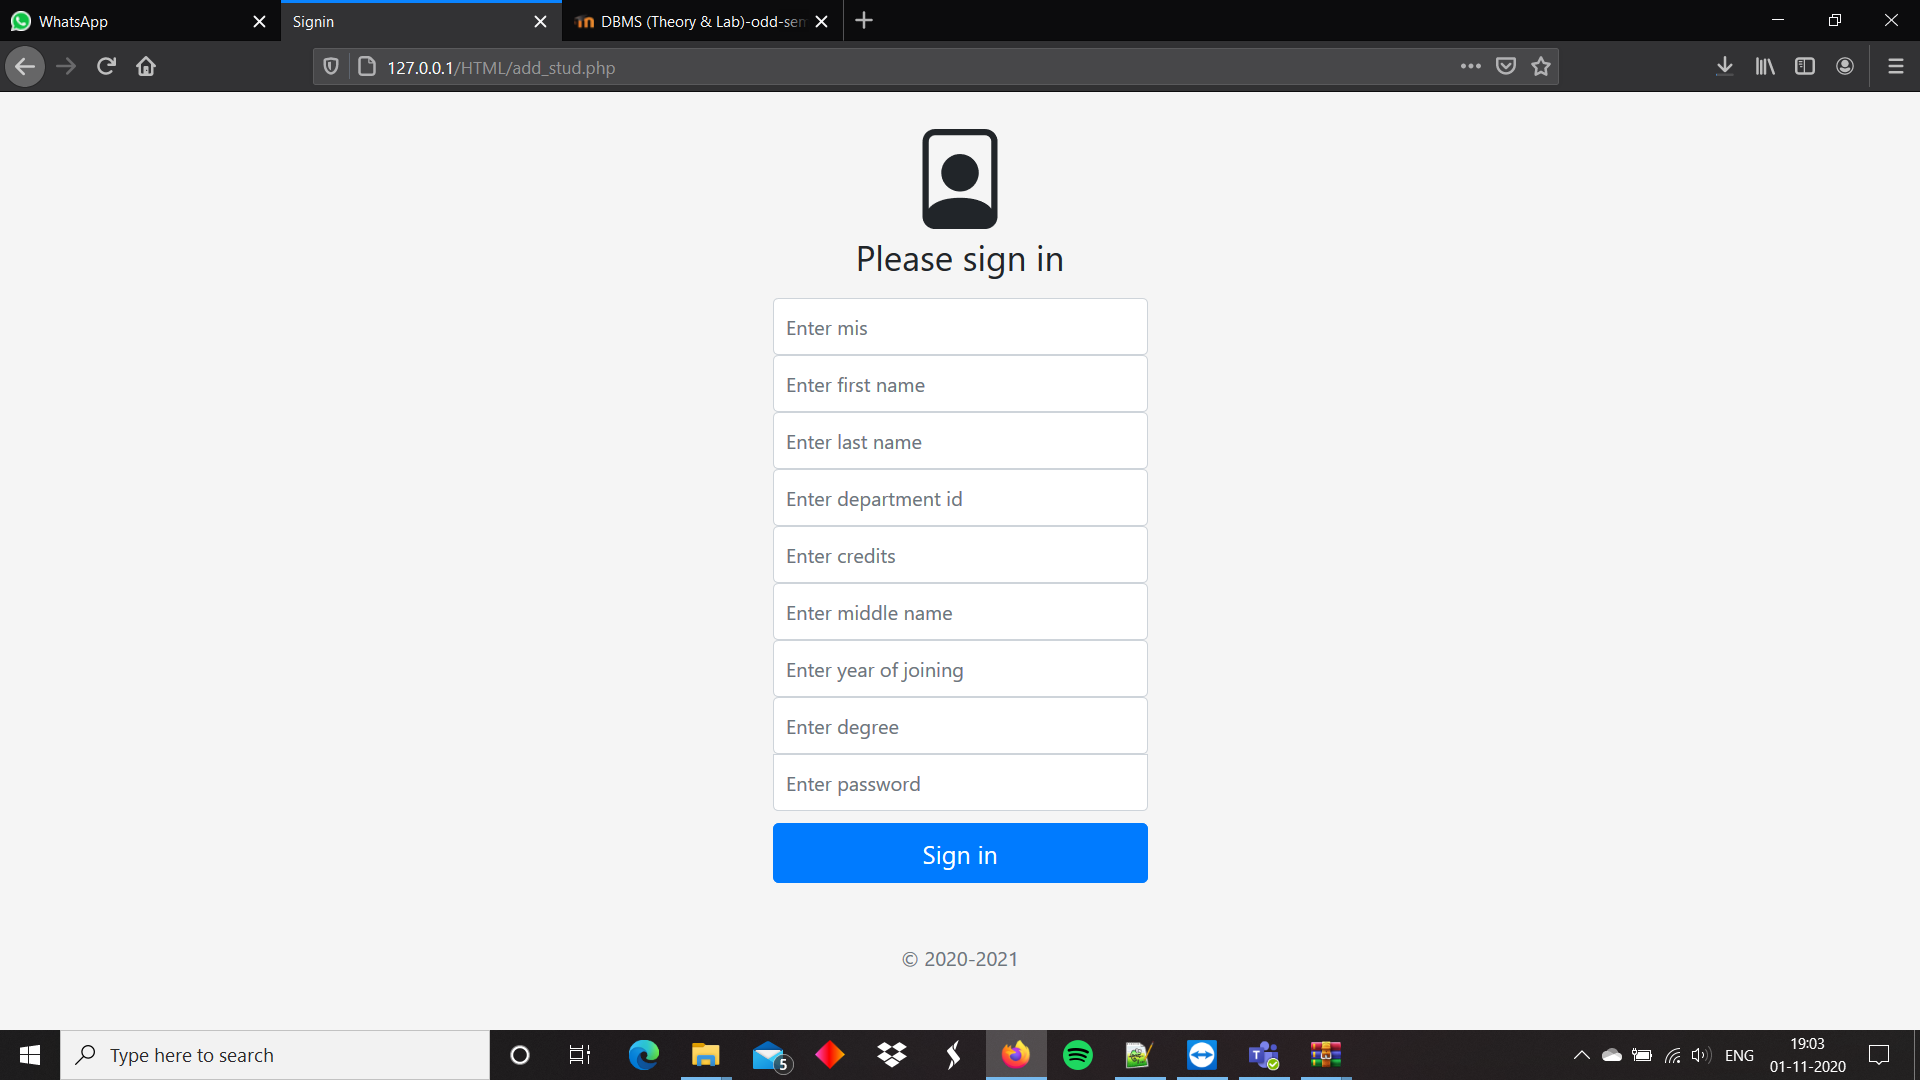 WhatsApp
Signin
DBMS (Theory & Lab)-odd-sem
127.0.0.1/HTML/add_stud.php
Please sign in
Enter mis
Enter first name
Enter last name
Enter department id
Enter credits
Enter middle name
Enter year of joining
Enter degree
Enter password
Sign in
© 2020-2021
Type here to search
5
ENG
19:03
01-11-2020